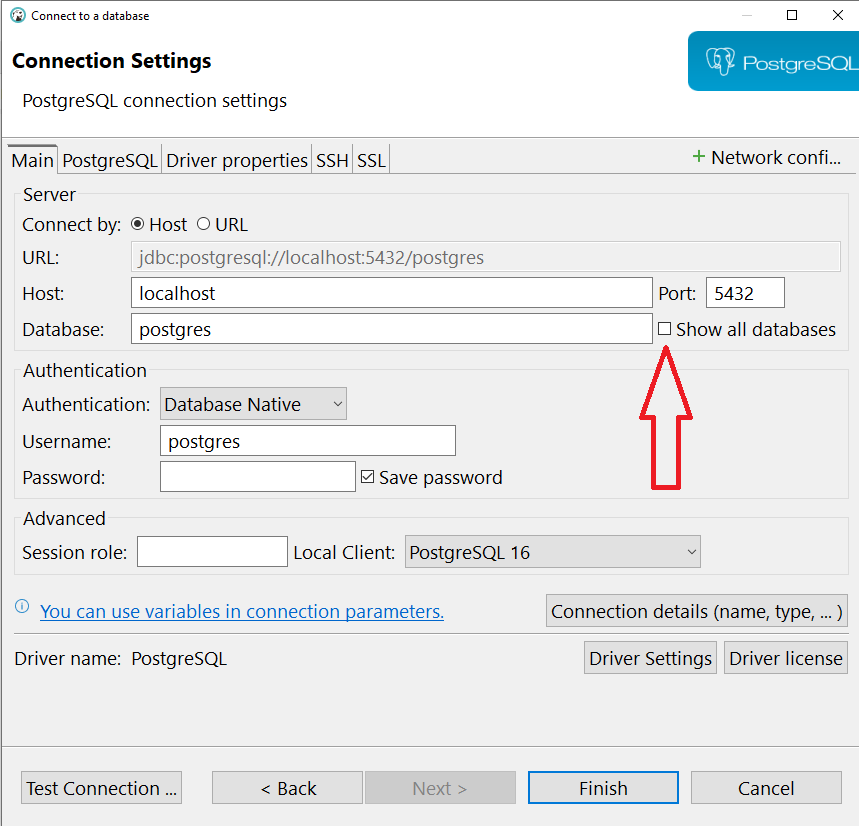 Connect to a database
Connection Settings
PostgreSQL connection settings
PostgreSQL
Main PostgreSQL Driver properties SSH SSL + Network confi...
Server
Connect by: Host URL
URL: jdbc:postgresql://localhost:5432/postgres
Host: localhost Port: 5432
Database: postgres Show all databases
Authentication
Authentication: Database Native
Username: postgres
Password: Save password
Advanced
Session role: Local Client: PostgreSQL 16
You can use variables in connection parameters. Connection details (name, type, ... )
Driver name: PostgreSQL Driver Settings Driver license
Test Connection ... < Back Next > Finish Cancel